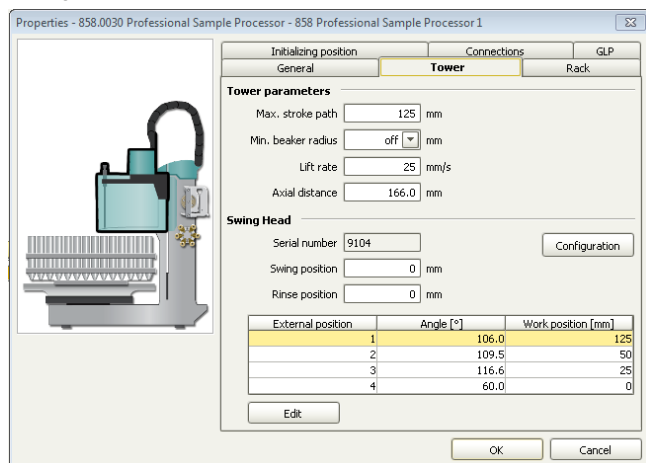 Properties - 858.0030 Professional Sample Processor - 858 Professional Sample Processor 1
Initializing position Connections GLP
General Tower Rack
Tower parameters
Max. stroke path 125 mm
Min. beaker radius off mm
Lift rate 25 mm/s
Axial distance 166.0 mm
Swing Head
Serial number 9104 Configuration
Swing position 0 mm
Rinse position 0 mm
External position Angle [°] Work position [mm]
1 106.0 125
2 109.5 50
3 116.6 25
4 60.0 0
Edit
OK Cancel